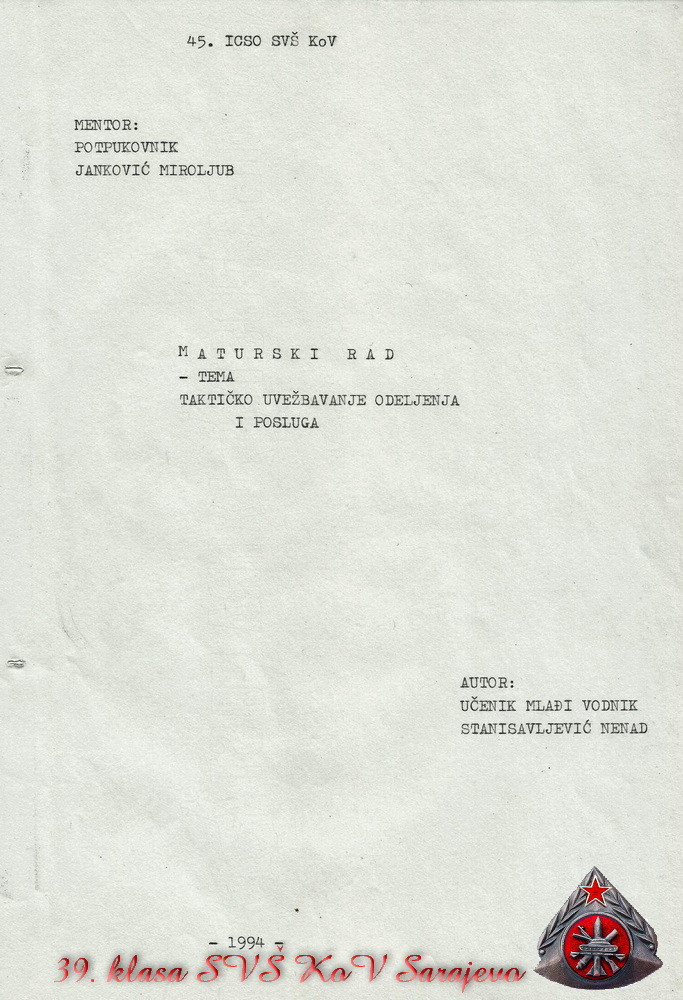 45. ICSO SVŠ KoV
MENTOR:
POTPUKOVNIK
JANKOVIĆ MIROLJUB
M A T U R S K I   R A D
- TEMA
TAKTIČKO UVEŽBAVANJE ODELJENJA
I POSLUGA
AUTOR:
UČENIK MLAĐI VODNIK
STANISAVLJEVIĆ NENAD
- 1994 -
39. klasa SVŠ KoV Sarajevo